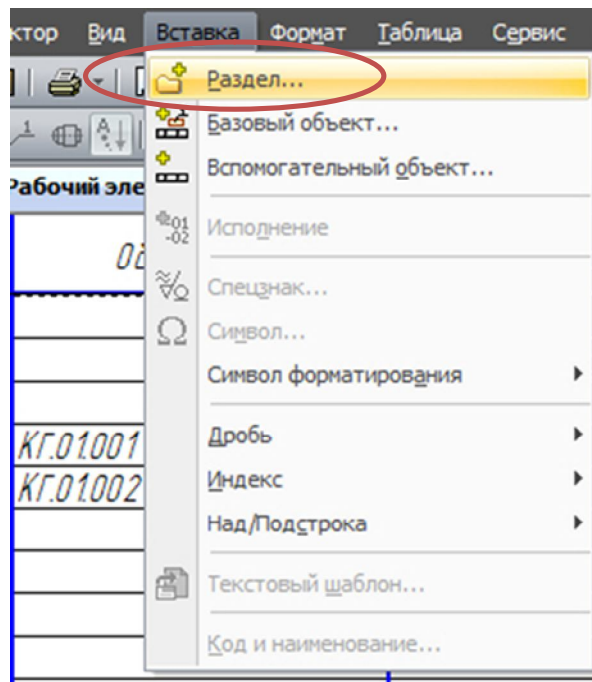 ктор Вид Вставка Формат Таблица Сервис
Раздел...
Базовый объект...
Рабочий эле
Вспомогательный объект...
Исполнение
Спецзнак...
Символ...
Символ форматирования
Дробь
КГ.01.001
Индекс
КГ.01.002
Над/Подстрока
Текстовый шаблон...
Код и наименование...